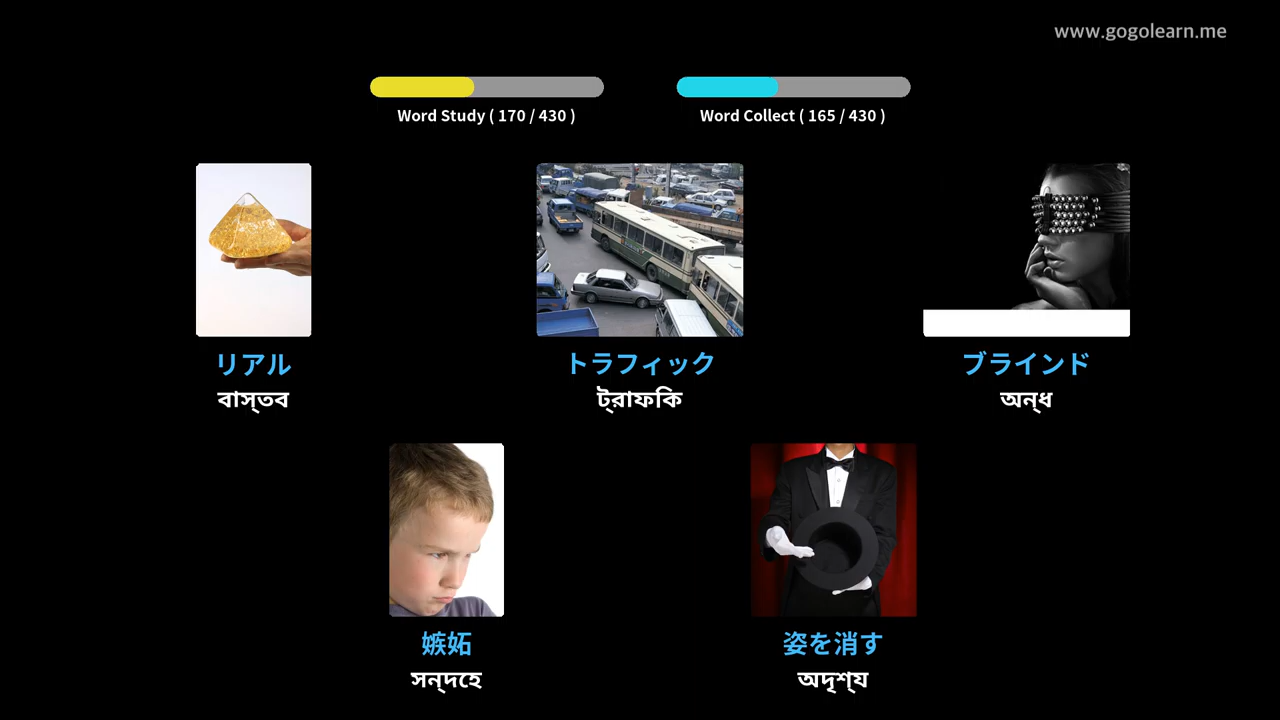 www.gogolearn.me
Word Study ( 170 / 430 )
Word Collect ( 165 / 430 )
リアル
বাস্তব
トラフィック
ট্রাফিক
ブラインド
অন্ধ
嫉妬
সন্দেহ
姿を消す
অদৃশ্য